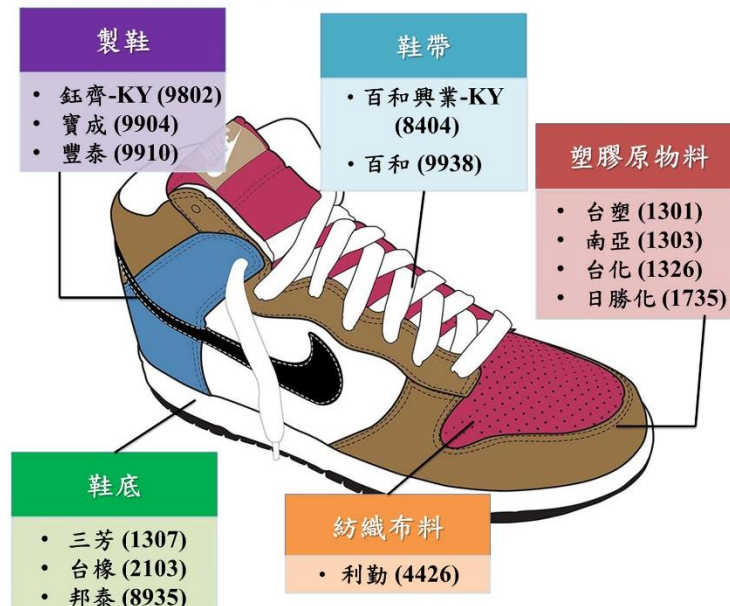 製鞋
• 鈺齊-KY (9802)
• 寶成 (9904)
• 豐泰 (9910)
鞋帶
• 百和興業-KY
(8404)
• 百和 (9938)
塑膠原物料
• 台塑 (1301)
• 南亞 (1303)
• 台化 (1326)
• 日勝化 (1735)
鞋底
• 三芳 (1307)
• 台橡 (2103)
• 邦泰 (8935)
紡織布料
• 利勤 (4426)